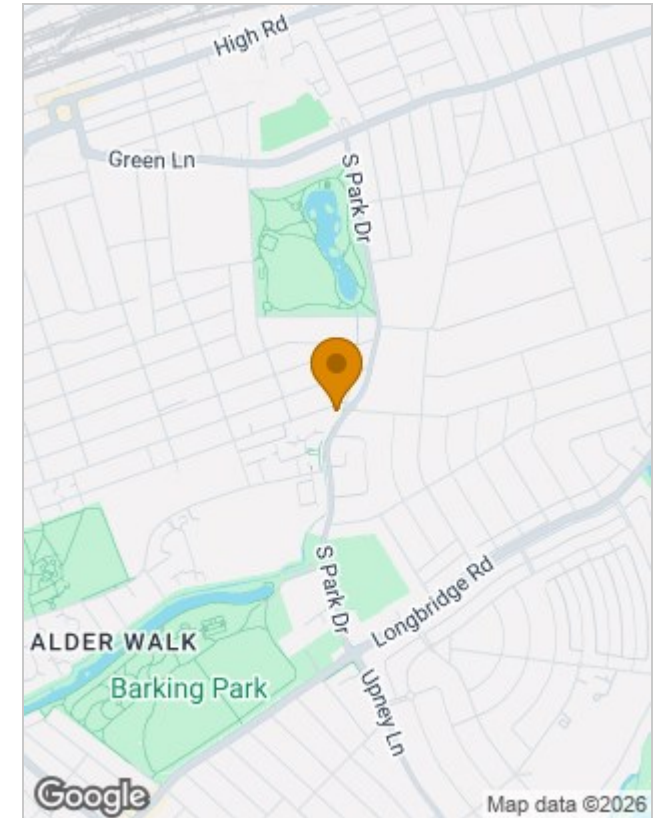 High Rd
Green Ln
S Park Dr
S Park Dr
Longbridge Rd
ALDER WALK
Barking Park
Upney Ln
Google
Map data ©2026